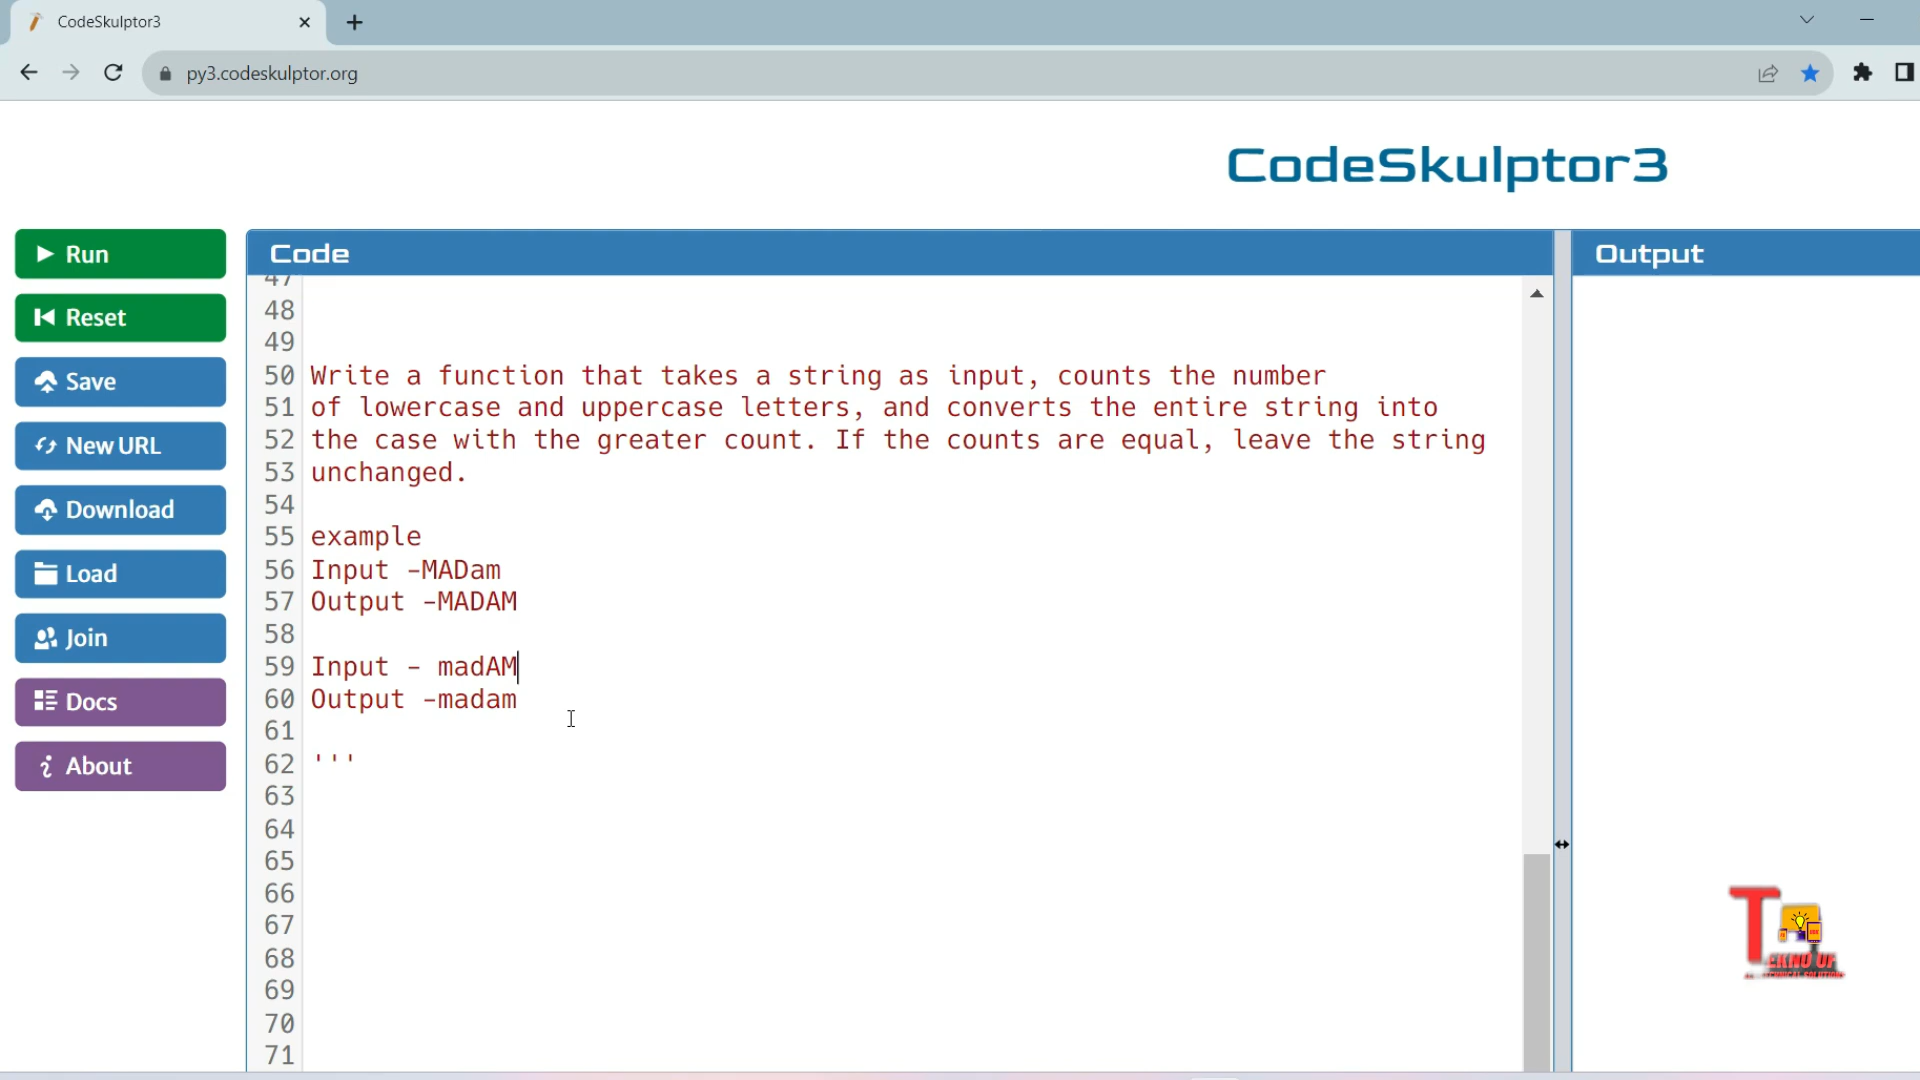 CodeSkulptor3
py3.codeskulptor.org
CodeSkulptor3
Run
Reset
Save
New URL
Download
Load
Join
Docs
About
Code
Output
47
48
49
50 Write a function that takes a string as input, counts the number
51 of lowercase and uppercase letters, and converts the entire string into
52 the case with the greater count. If the counts are equal, leave the string
53 unchanged.
54
55 example
56 Input -MADam
57 Output -MADAM
58
59 Input - madAM
60 Output -madam
61
62 '''
63
64
65
66
67
68
69
70
71